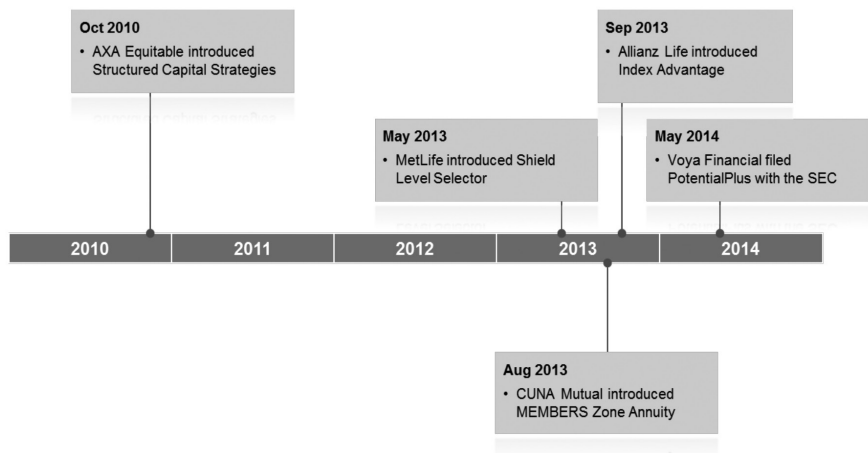 Oct 2010
• AXA Equitable introduced
Structured Capital Strategies
Sep 2013
• Allianz Life introduced
Index Advantage
May 2013
• MetLife introduced Shield
Level Selector
May 2014
• Voya Financial filed
PotentialPlus with the SEC
2010 2011 2012 2013 2014
Aug 2013
• CUNA Mutual introduced
MEMBERS Zone Annuity